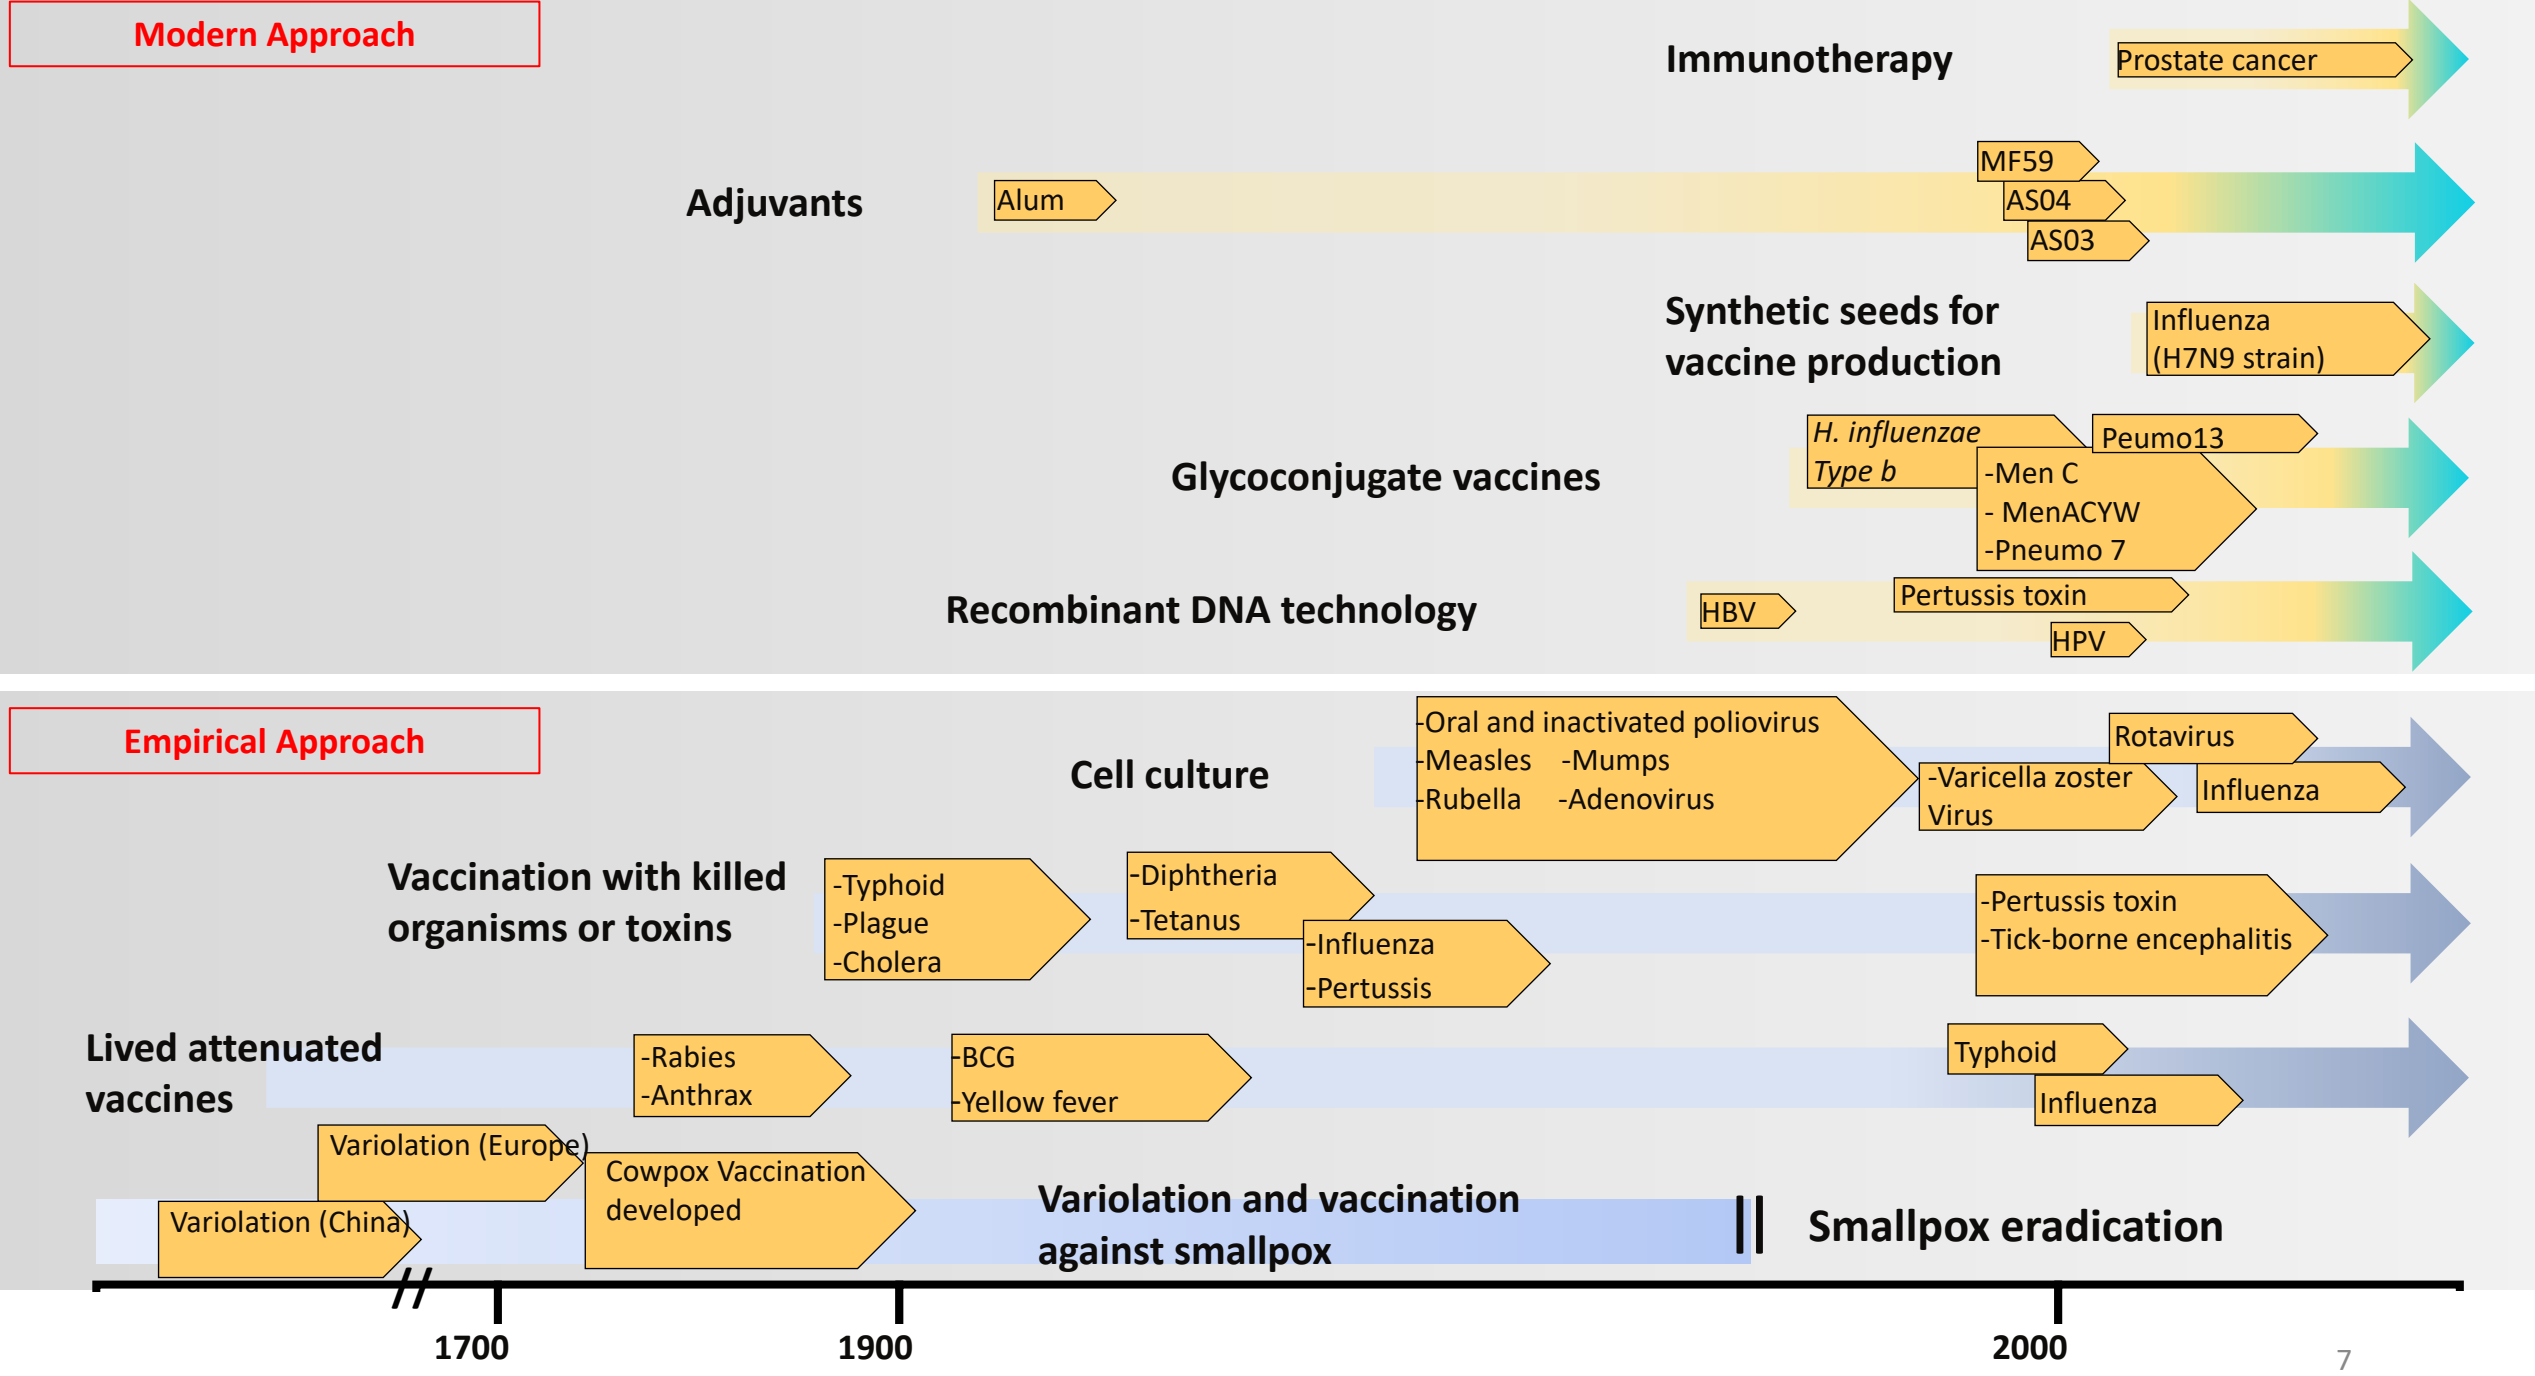 Modern Approach
Immunotherapy
Prostate cancer
Adjuvants
Alum
MF59
AS04
AS03
Synthetic seeds for
vaccine production
Influenza
(H7N9 strain)
Glycoconjugate vaccines
H. influenzae
Type b
Peumo13
-Men C
- MenACYW
-Pneumo 7
Recombinant DNA technology
HBV
Pertussis toxin
HPV
Empirical Approach
Cell culture
-Oral and inactivated poliovirus
-Measles -Mumps
-Rubella -Adenovirus
-Varicella zoster
Virus
Rotavirus
Influenza
Vaccination with killed
organisms or toxins
-Typhoid
-Plague
-Cholera
-Diphtheria
-Tetanus
-Influenza
-Pertussis
-Pertussis toxin
-Tick-borne encephalitis
Lived attenuated
vaccines
-Rabies
-Anthrax
-BCG
-Yellow fever
Typhoid
Influenza
Variolation (Europe)
Variolation (China)
Cowpox Vaccination
developed
Variolation and vaccination
against smallpox
Smallpox eradication
1700
1900
2000
7